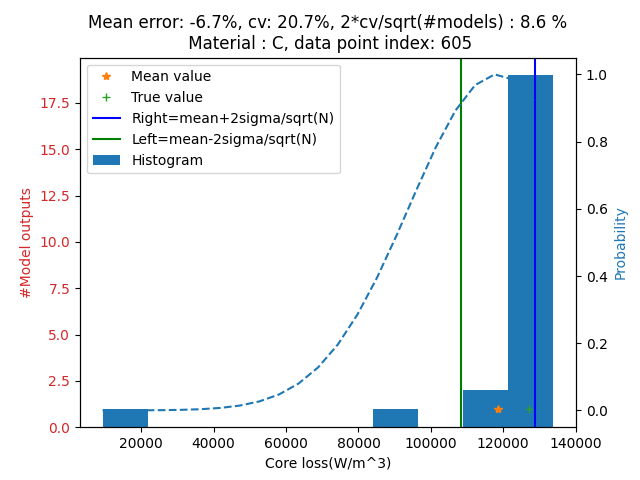 Mean error: -6.7%, cv: 20.7%, 2*cv/sqrt(#models) : 8.6 %
Material : C, data point index: 605
Mean value
True value
Right=mean+2sigma/sqrt(N)
Left=mean-2sigma/sqrt(N)
Histogram
#Model outputs
17.5
15.0
12.5
10.0
7.5
5.0
2.5
0.0
1.0
0.8
0.6
0.4
0.2
0.0
Probability
20000 40000 60000 80000 100000 120000 140000
Core loss(W/m^3)